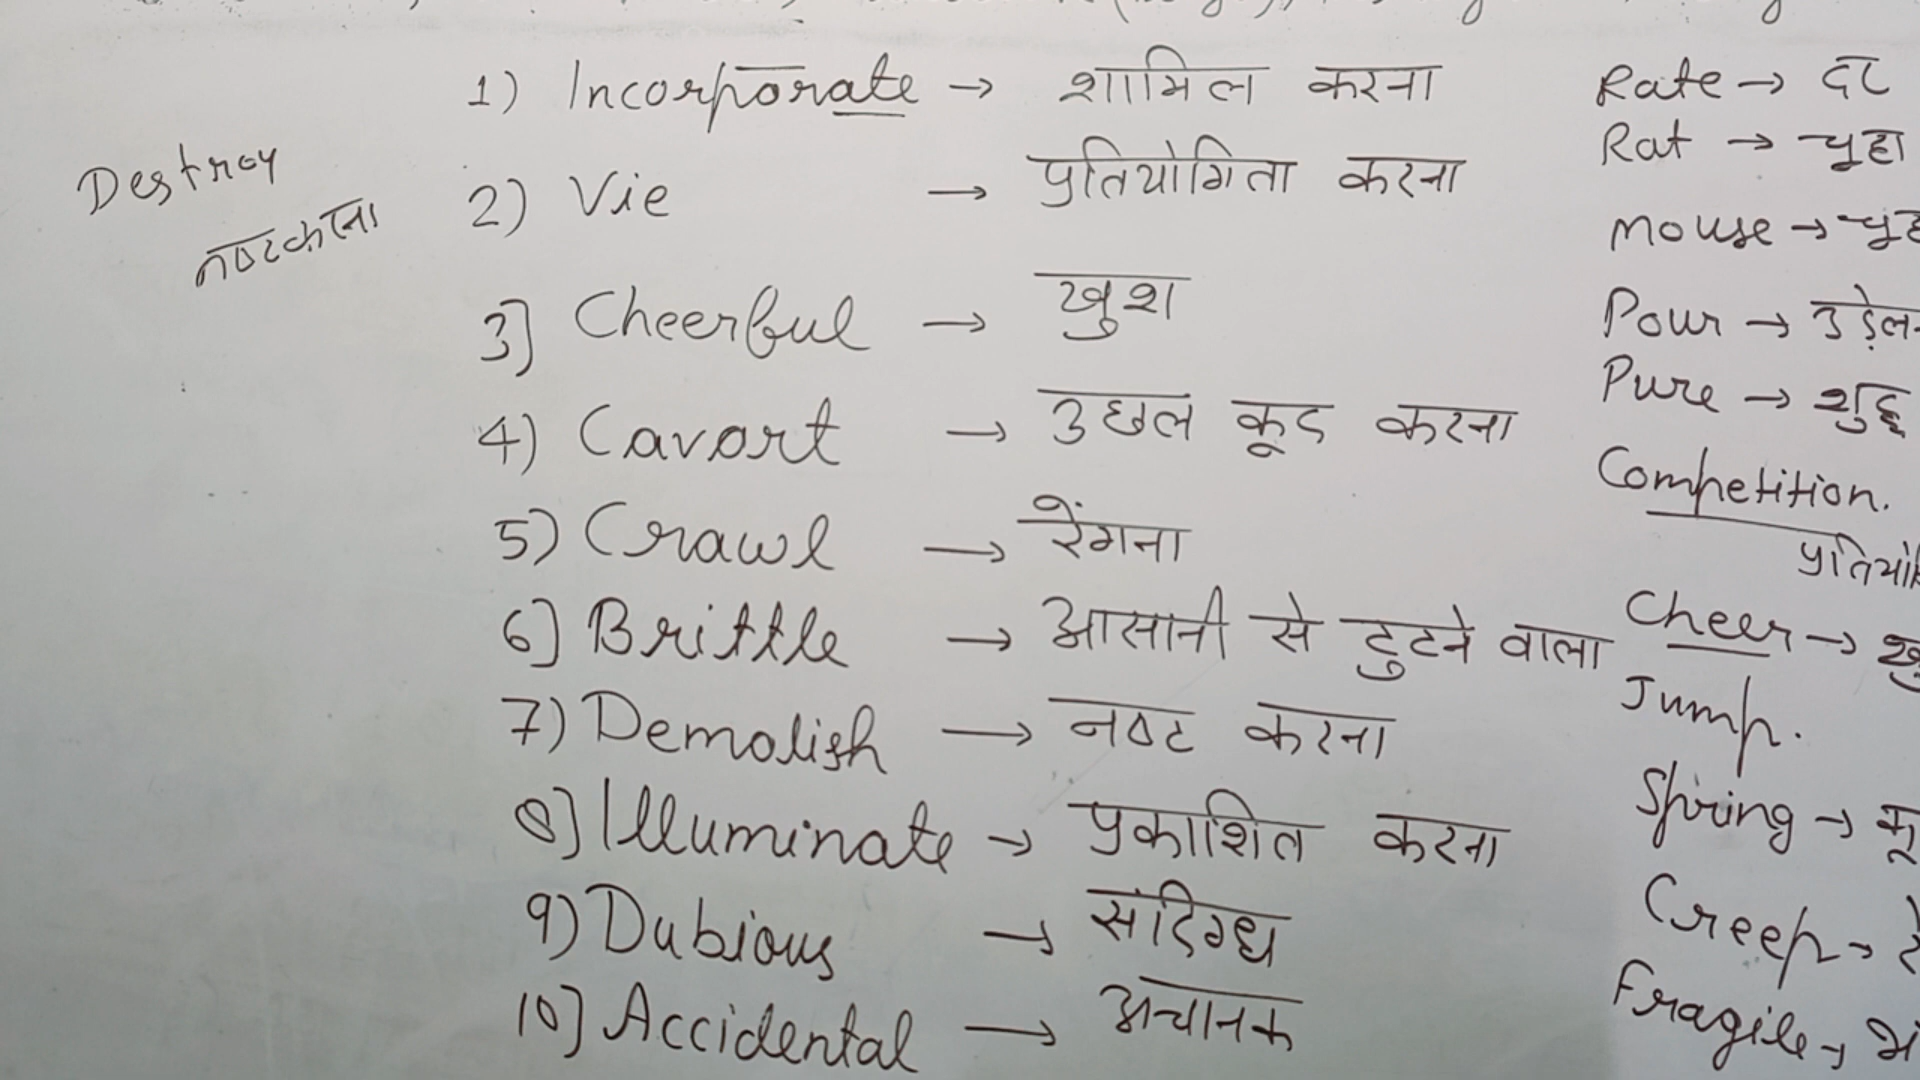 1) Incorporate → शामिल करना
2) Vie → प्रतियोगिता करना
3] Cheerful → खुश
4) Cavort → उछल कूद करना
5) Crawl → रेंगना
6] Brittle → आसानी से टुटने वाला
7) Demolish → नष्ट करना
8] Illuminate → प्रकाशित करना
9) Dubious → संदिग्ध
10] Accidental → अचानक
Destroy
नष्ट करना
Rate → दर
Rat → चूहा
Mouse →
Pour →
Pure → शुद्ध
Competition.
Cheer →
Jump.
Spring →
Creep →
Fragile →